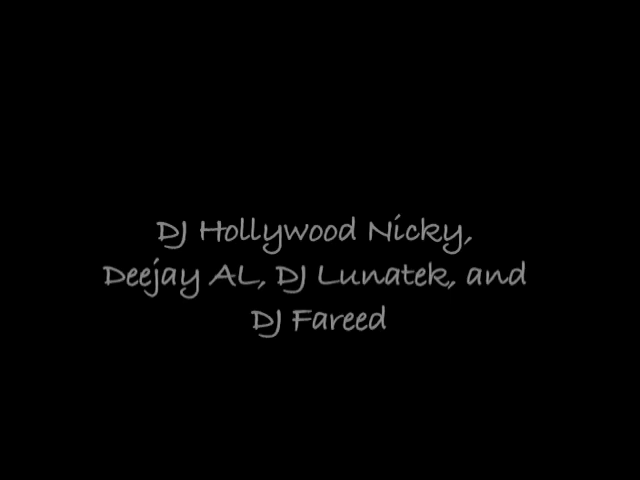 DJ Hollywood Nicky,
Deejay AL, DJ Lunatek, and
DJ Fareed